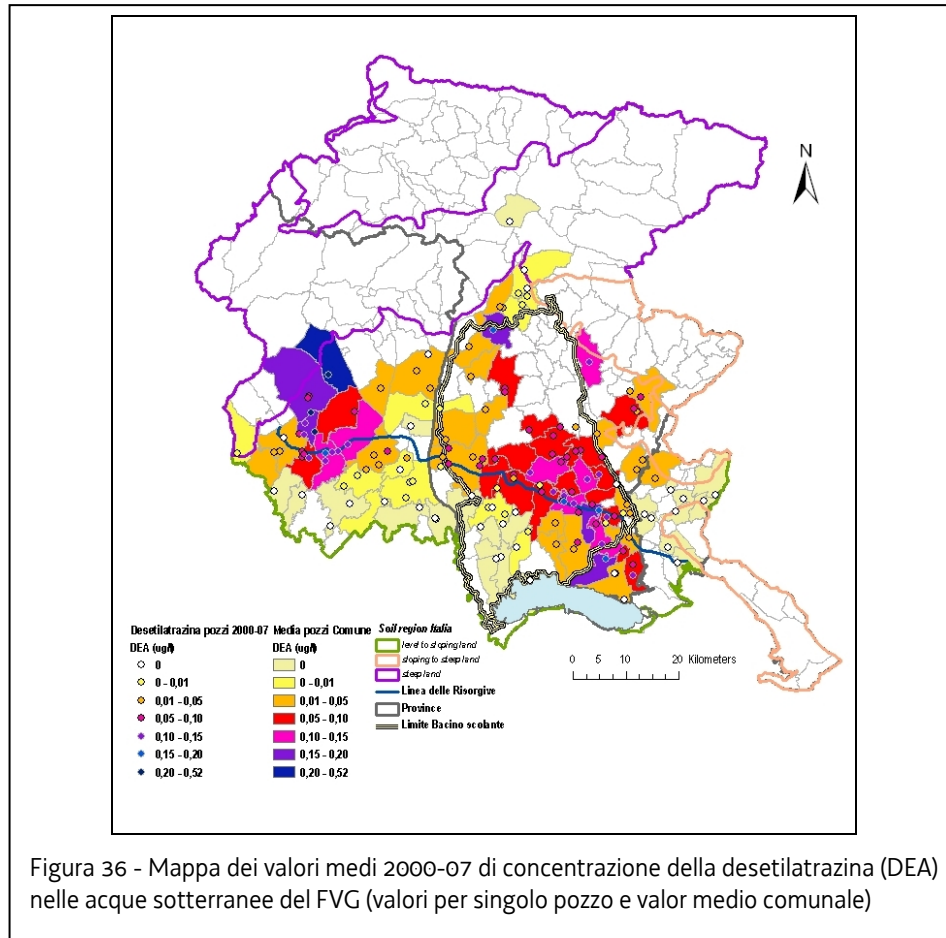 N
Desetilatrazina pozzi 2000-07
DEA (ug/l)
0
0 - 0,01
0,01 - 0,05
0,05 - 0,10
0,10 - 0,15
0,15 - 0,20
0,20 - 0,52
Media pozzi Comune
DEA (ug/l)
0
0 - 0,01
0,01 - 0,05
0,05 - 0,10
0,10 - 0,15
0,15 - 0,20
0,20 - 0,52
Soil region Italia
level to sloping land
sloping to steep land
steep land
Linea delle Risorgive
Province
Limite Bacino scolante
0 5 10 20 Kilometers
Figura 36 - Mappa dei valori medi 2000-07 di concentrazione della desetilatrazina (DEA)
nelle acque sotterranee del FVG (valori per singolo pozzo e valor medio comunale)